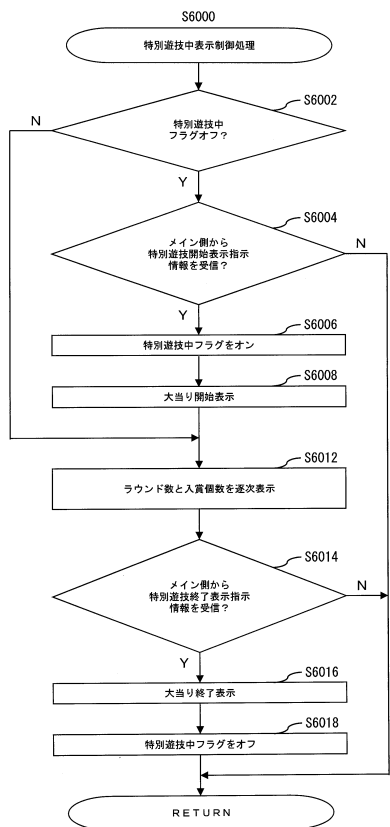 S6000
特別遊技中表示制御処理
S6002
特別遊技中
フラグオフ?
N
Y
S6004
メイン側から
特別遊技開始表示指示
情報を受信?
N
Y
S6006
特別遊技中フラグをオン
S6008
大当り開始表示
S6012
ラウンド数と入賞個数を逐次表示
S6014
メイン側から
特別遊技終了表示指示
情報を受信?
N
Y
S6016
大当り終了表示
S6018
特別遊技中フラグをオフ
RETURN